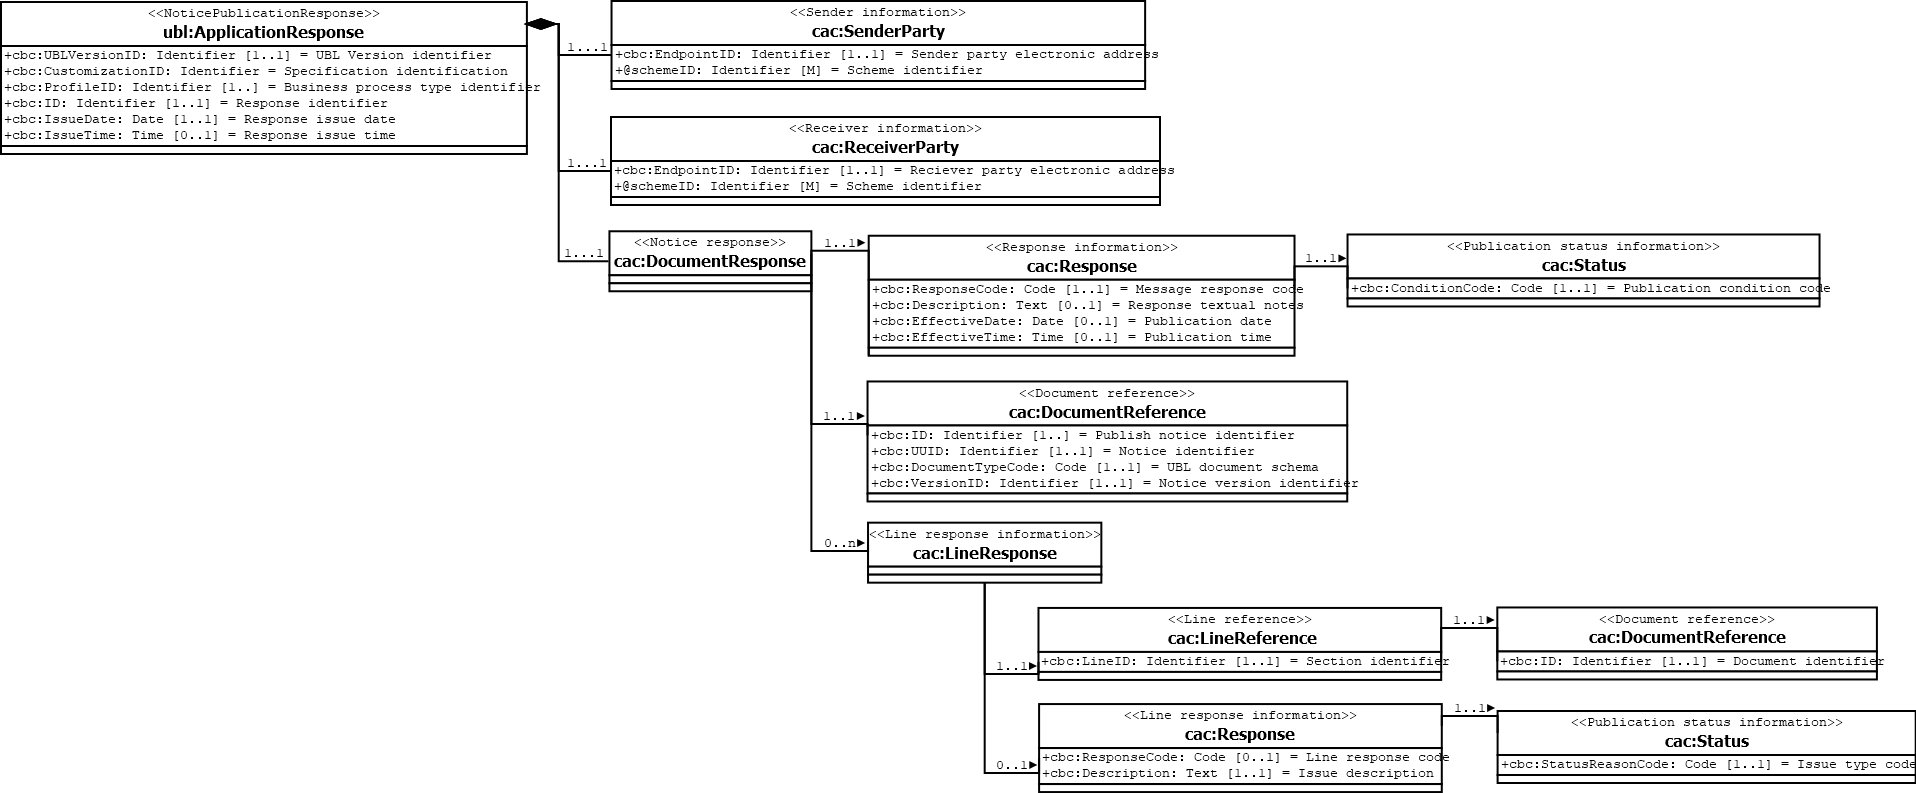 <<NoticePublicationResponse>>
ubl:ApplicationResponse
+cbc:UBLVersionID: Identifier [1..1] = UBL Version identifier
+cbc:CustomizationID: Identifier = Specification identification
+cbc:ProfileID: Identifier [1..] = Business process type identifier
+cbc:ID: Identifier [1..1] = Response identifier
+cbc:IssueDate: Date [1..1] = Response issue date
+cbc:IssueTime: Time [0..1] = Response issue time
1...1
<<Sender information>>
cac:SenderParty
+cbc:EndpointID: Identifier [1..1] = Sender party electronic address
+@schemeID: Identifier [M] = Scheme identifier
1...1
<<Receiver information>>
cac:ReceiverParty
+cbc:EndpointID: Identifier [1..1] = Reciever party electronic address
+@schemeID: Identifier [M] = Scheme identifier
1...1
<<Notice response>>
cac:DocumentResponse
1..1
<<Response information>>
cac:Response
+cbc:ResponseCode: Code [1..1] = Message response code
+cbc:Description: Text [0..1] = Response textual notes
+cbc:EffectiveDate: Date [0..1] = Publication date
+cbc:EffectiveTime: Time [0..1] = Publication time
1..1
<<Publication status information>>
cac:Status
+cbc:ConditionCode: Code [1..1] = Publication condition code
1..1
<<Document reference>>
cac:DocumentReference
+cbc:ID: Identifier [1..] = Publish notice identifier
+cbc:UUID: Identifier [1..1] = Notice identifier
+cbc:DocumentTypeCode: Code [1..1] = UBL document schema
+cbc:VersionID: Identifier [1..1] = Notice version identifier
0..n
<<Line response information>>
cac:LineResponse
1..1
<<Line reference>>
cac:LineReference
+cbc:LineID: Identifier [1..1] = Section identifier
1..1
<<Document reference>>
cac:DocumentReference
+cbc:ID: Identifier [1..1] = Document identifier
0..1
<<Line response information>>
cac:Response
+cbc:ResponseCode: Code [0..1] = Line response code
+cbc:Description: Text [1..1] = Issue description
1..1
<<Publication status information>>
cac:Status
+cbc:StatusReasonCode: Code [1..1] = Issue type code